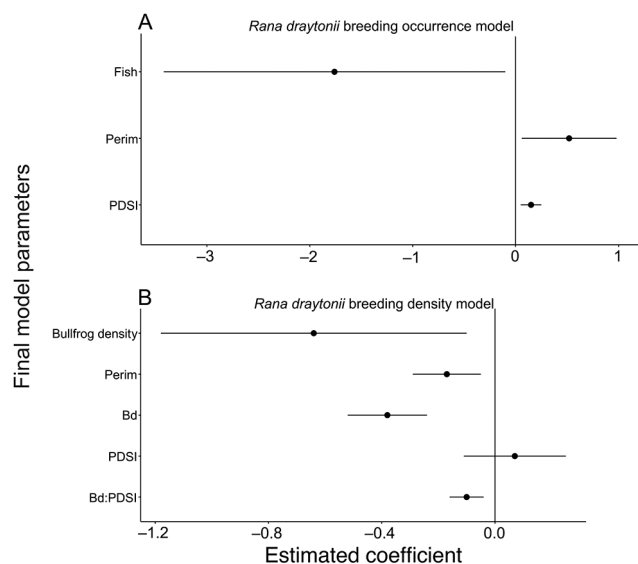 A
Rana draytonii breeding occurrence model
Fish
Perim
PDSI
–3
–2
–1
0
1
Final model parameters
B
Rana draytonii breeding density model
Bullfrog density
Perim
Bd
PDSI
Bd:PDSI
–1.2
–0.8
–0.4
0.0
Estimated coefficient